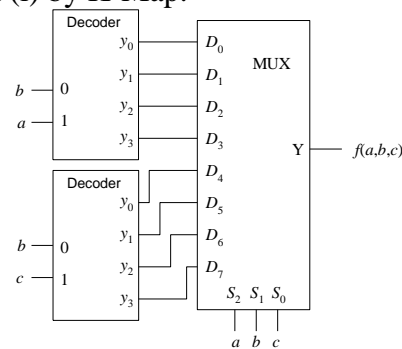 (f) by K-Map.
Decoder
b
0
a
1
y0
y1
y2
y3
Decoder
b
0
c
1
y0
y1
y2
y3
D0
D1
D2
D3
D4
D5
D6
D7
MUX
Y
f(a,b,c)
S2 S1 S0
a b c